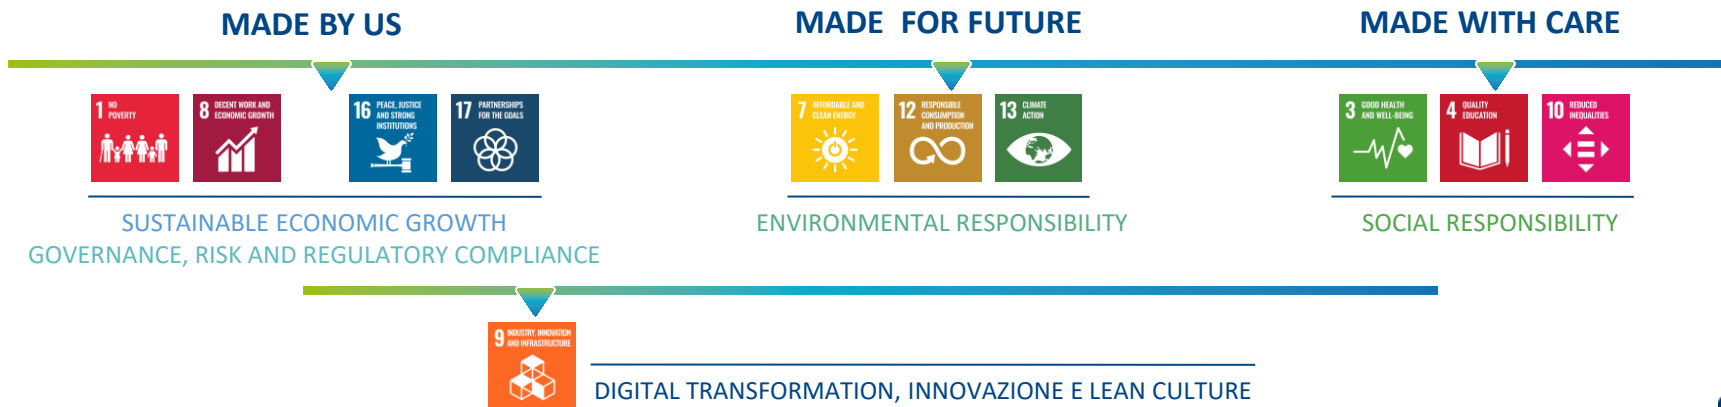 MADE BY US
MADE FOR FUTURE
MADE WITH CARE
1 NO
POVERTY
8 DECENT WORK AND
ECONOMIC GROWTH
16 PEACE, JUSTICE
AND STRONG
INSTITUTIONS
17 PARTNERSHIPS
FOR THE GOALS
7 AFFORDABLE AND
CLEAN ENERGY
12 RESPONSIBLE
CONSUMPTION
AND PRODUCTION
13 CLIMATE
ACTION
3 GOOD HEALTH
AND WELL-BEING
4 QUALITY
EDUCATION
10 REDUCED
INEQUALITIES
SUSTAINABLE ECONOMIC GROWTH
GOVERNANCE, RISK AND REGULATORY COMPLIANCE
ENVIRONMENTAL RESPONSIBILITY
SOCIAL RESPONSIBILITY
9 INDUSTRY, INNOVATION
AND INFRASTRUCTURE
DIGITAL TRANSFORMATION, INNOVAZIONE E LEAN CULTURE